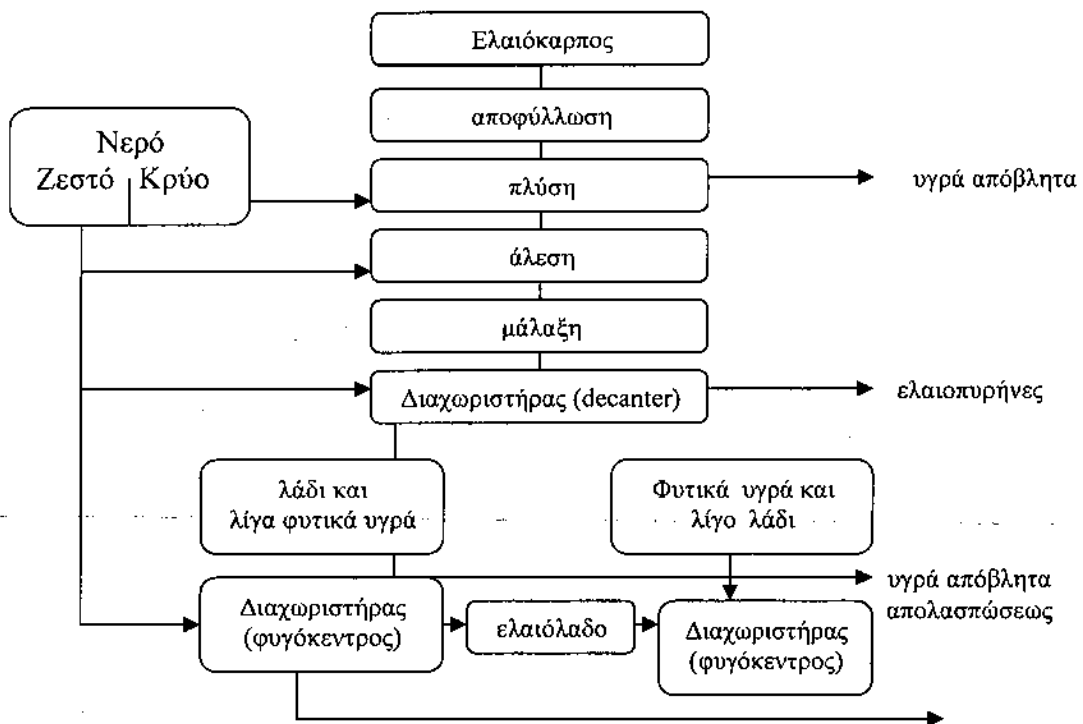 Ελαιόκαρπος
αποφύλλωση
Νερό
Ζεστό Κρύο
πλύση
υγρά απόβλητα
άλεση
μάλαξη
Διαχωριστήρας (decanter)
ελαιοπυρήνες
λάδι και
λίγα φυτικά υγρά
Φυτικά υγρά και
λίγο λάδι
υγρά απόβλητα
απολασπώσεως
Διαχωριστήρας
(φυγόκεντρος)
ελαιόλαδο
Διαχωριστήρας
(φυγόκεντρος)